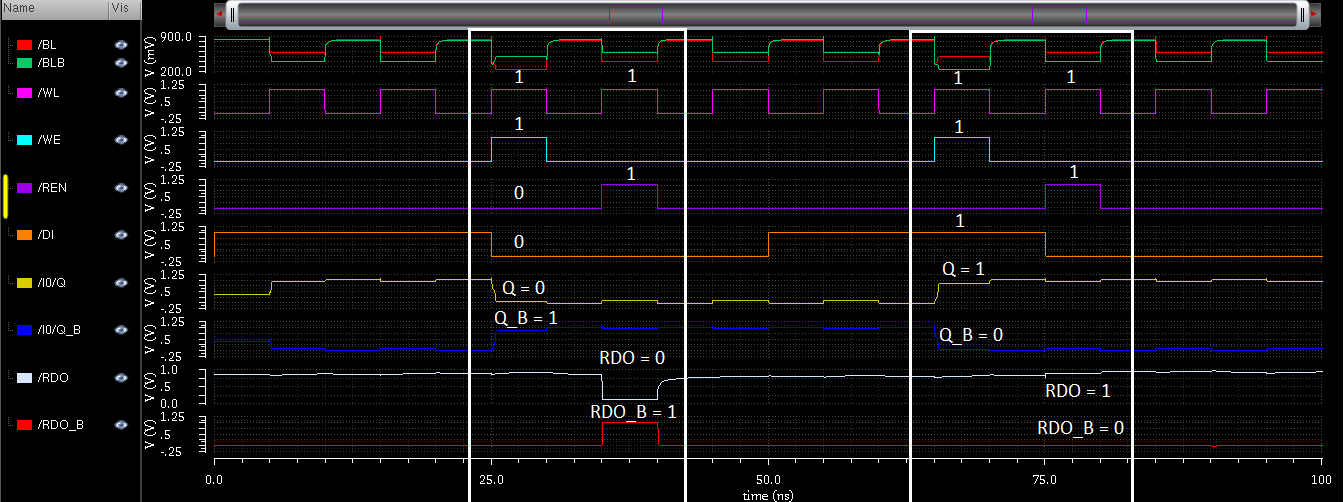 Name Vis
/BL
/BLB
/WL
/WE
/REN
/DI
/I0/Q
/I0/Q_B
/RDO
/RDO_B
V (mV) 900.0
200.0
V (V) 1.25
.5
-.25
V (V) 1.25
.5
-.25
V (V) 1.25
.5
-.25
V (V) 1.25
.5
-.25
V (V) 1.25
.5
-.25
V (V) 1.25
.5
-.25
V (V) 1.0
0.0
V (V) 1.25
.5
-.25
1 1 1 1
1 1
0 1 1
0 1
Q = 0 Q = 1
Q_B = 1 Q_B = 0
RDO = 0 RDO = 1
RDO_B = 1 RDO_B = 0
0.0 25.0 50.0 75.0 100
time (ns)